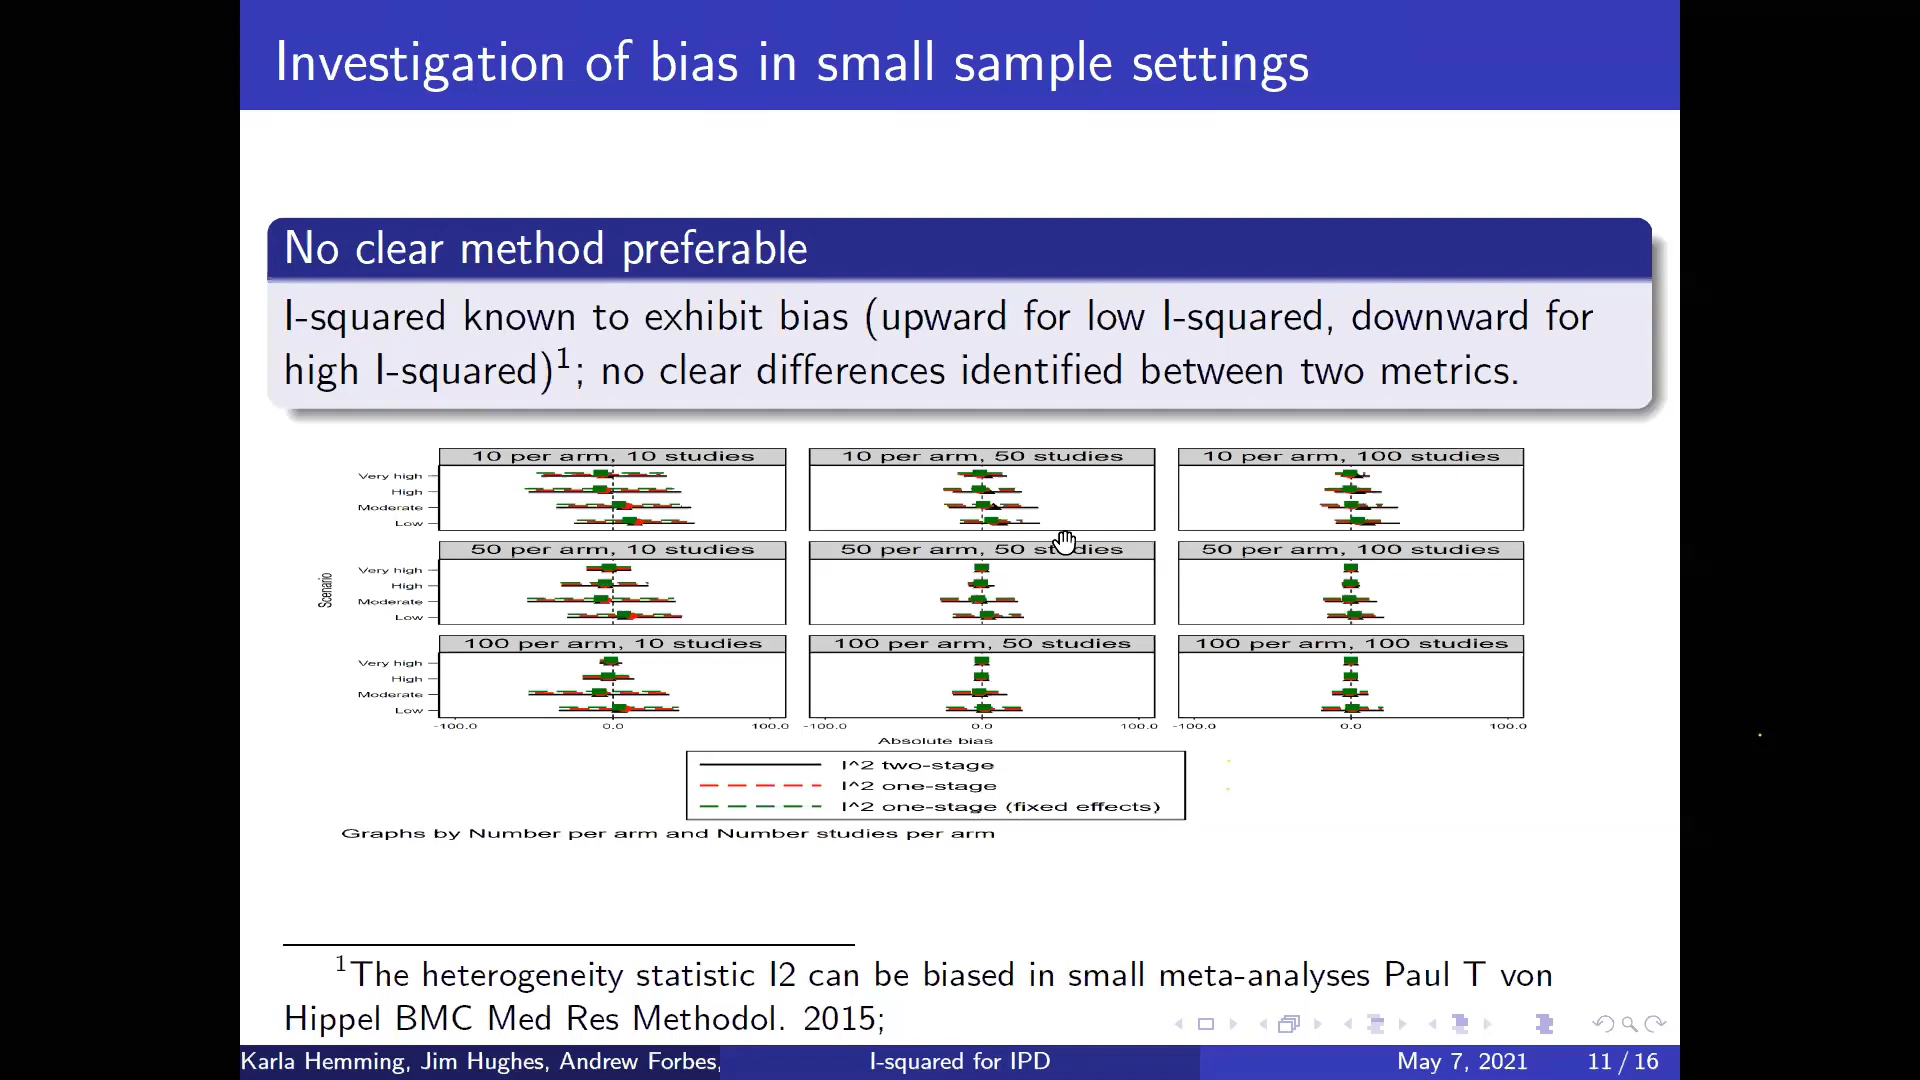 Investigation of bias in small sample settings
No clear method preferable
I-squared known to exhibit bias (upward for low I-squared, downward for
high I-squared)¹; no clear differences identified between two metrics.
10 per arm, 10 studies
10 per arm, 50 studies
10 per arm, 100 studies
Very high
High
Moderate
Low
50 per arm, 10 studies
50 per arm, 50 studies
50 per arm, 100 studies
Scenario
Very high
High
Moderate
Low
100 per arm, 10 studies
100 per arm, 50 studies
100 per arm, 100 studies
Very high
High
Moderate
Low
-100.0 0.0 100.0 -100.0 0.0 100.0 -100.0 0.0 100.0
Absolute bias
I^2 two-stage
I^2 one-stage
I^2 one-stage (fixed effects)
Graphs by Number per arm and Number studies per arm
¹The heterogeneity statistic I2 can be biased in small meta-analyses Paul T von
Hippel BMC Med Res Methodol. 2015;
Karla Hemming, Jim Hughes, Andrew Forbes, I-squared for IPD May 7, 2021 11 / 16